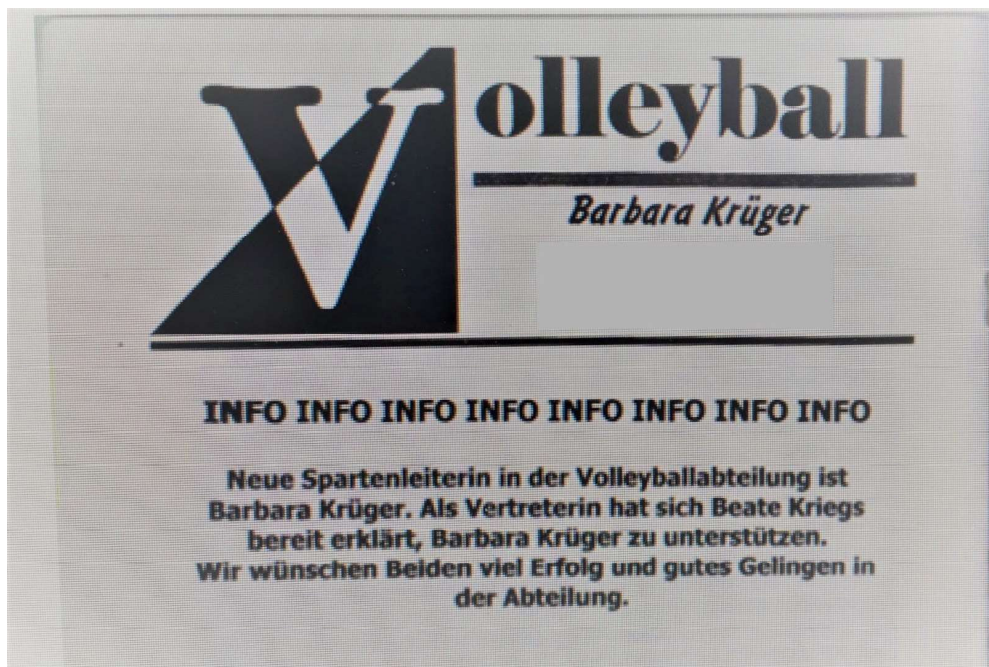 Volleyball
Barbara Krüger
INFO INFO INFO INFO INFO INFO INFO INFO
Neue Spartenleiterin in der Volleyballabteilung ist
Barbara Krüger. Als Vertreterin hat sich Beate Kriegs
bereit erklärt, Barbara Krüger zu unterstützen.
Wir wünschen Beiden viel Erfolg und gutes Gelingen in
der Abteilung.